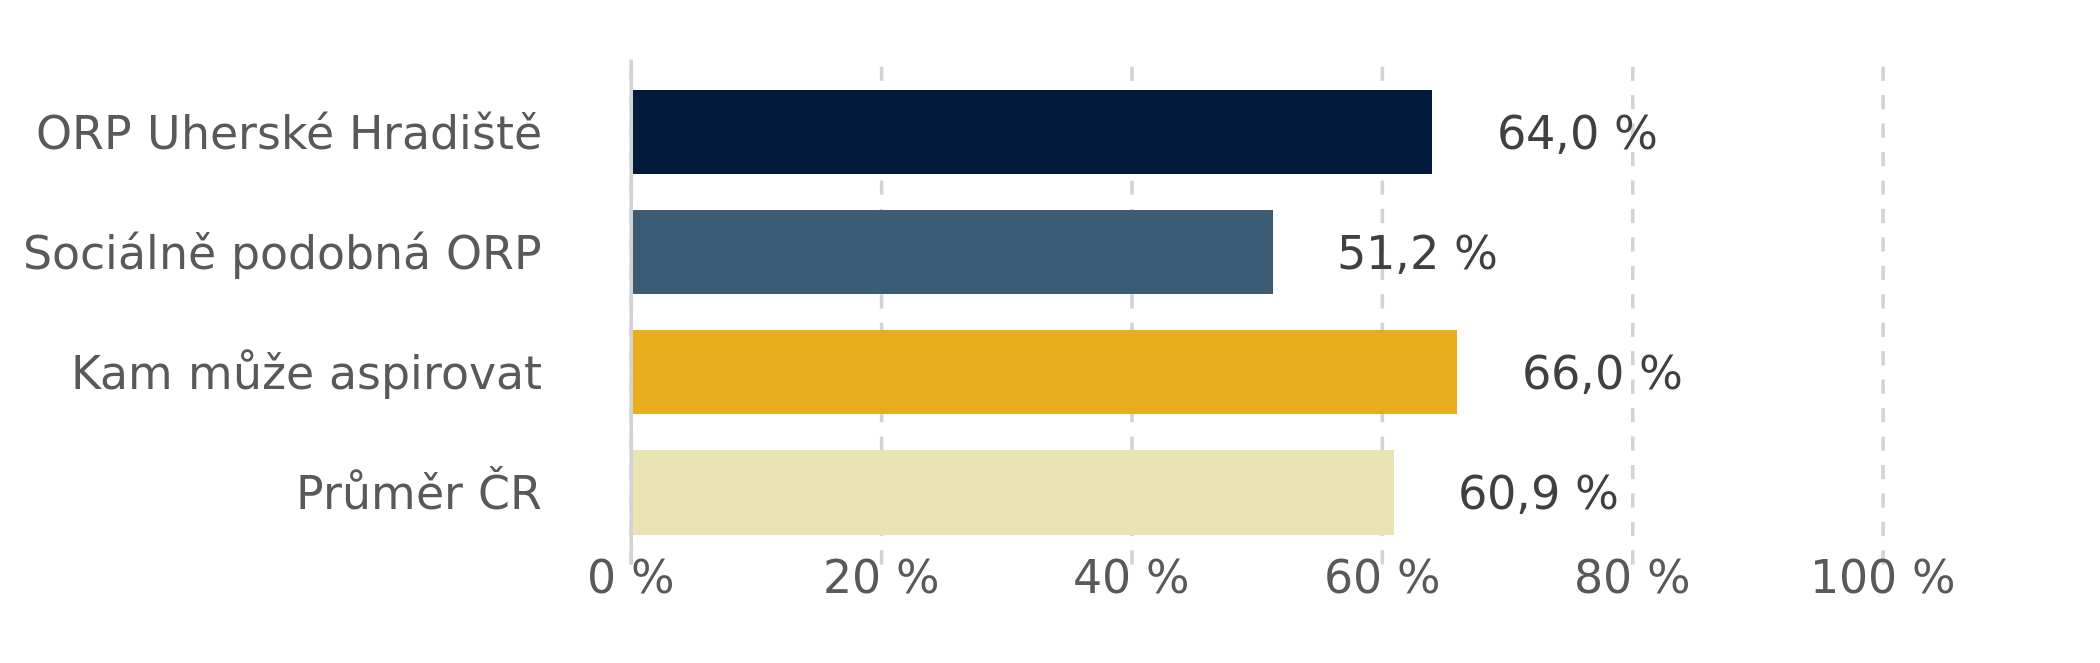 ORP Uherské Hradiště 64,0 %
Sociálně podobná ORP 51,2 %
Kam může aspirovat 66,0 %
Průměr ČR 60,9 %
0 % 20 % 40 % 60 % 80 % 100 %